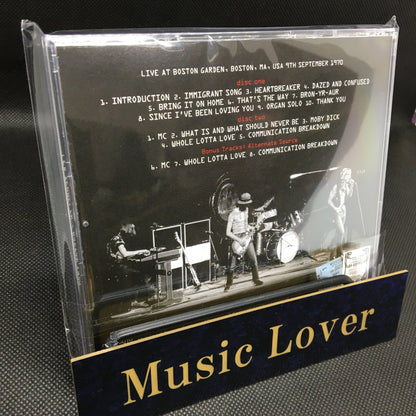 LIVE AT BOSTON GARDEN, BOSTON, MA, USA 9TH SEPTEMBER 1970
disc one
1. INTRODUCTION 2. IMMIGRANT SONG 3. HEARTBREAKER 4. DAZED AND CONFUSED
5. BRING IT ON HOME 6. THAT'S THE WAY 7. BRON-YR-AUR
8. SINCE I'VE BEEN LOVING YOU 9. ORGAN SOLO 10. THANK YOU
disc two
1. MC 2. WHAT IS AND WHAT SHOULD NEVER BE 3. MOBY DICK
4. WHOLE LOTTA LOVE 5. COMMUNICATION BREAKDOWN
Bonus Tracks: Alternate Source
6. MC 7. WHOLE LOTTA LOVE 8. COMMUNICATION BREAKDOWN
Music Lover